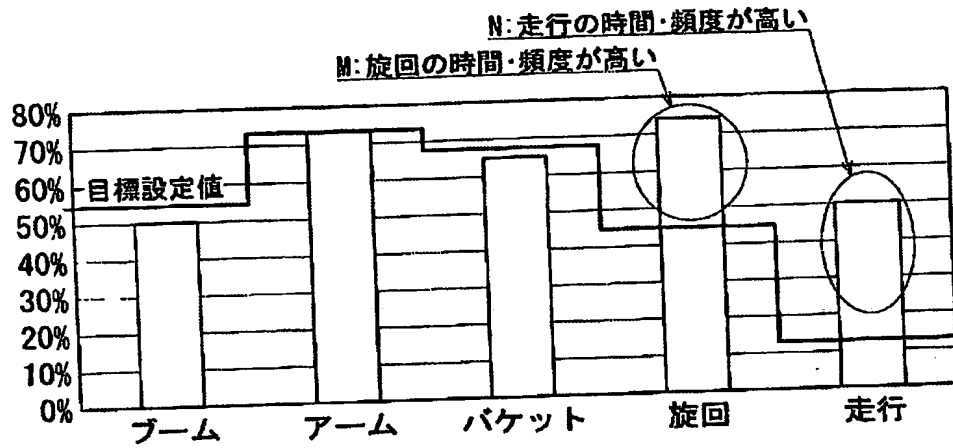 N:走行の時間・頻度が高い
M:旋回の時間・頻度が高い
80%
70%
60%
目標設定値
50%
40%
30%
20%
10%
0%
ブーム
アーム
バケット
旋回
走行